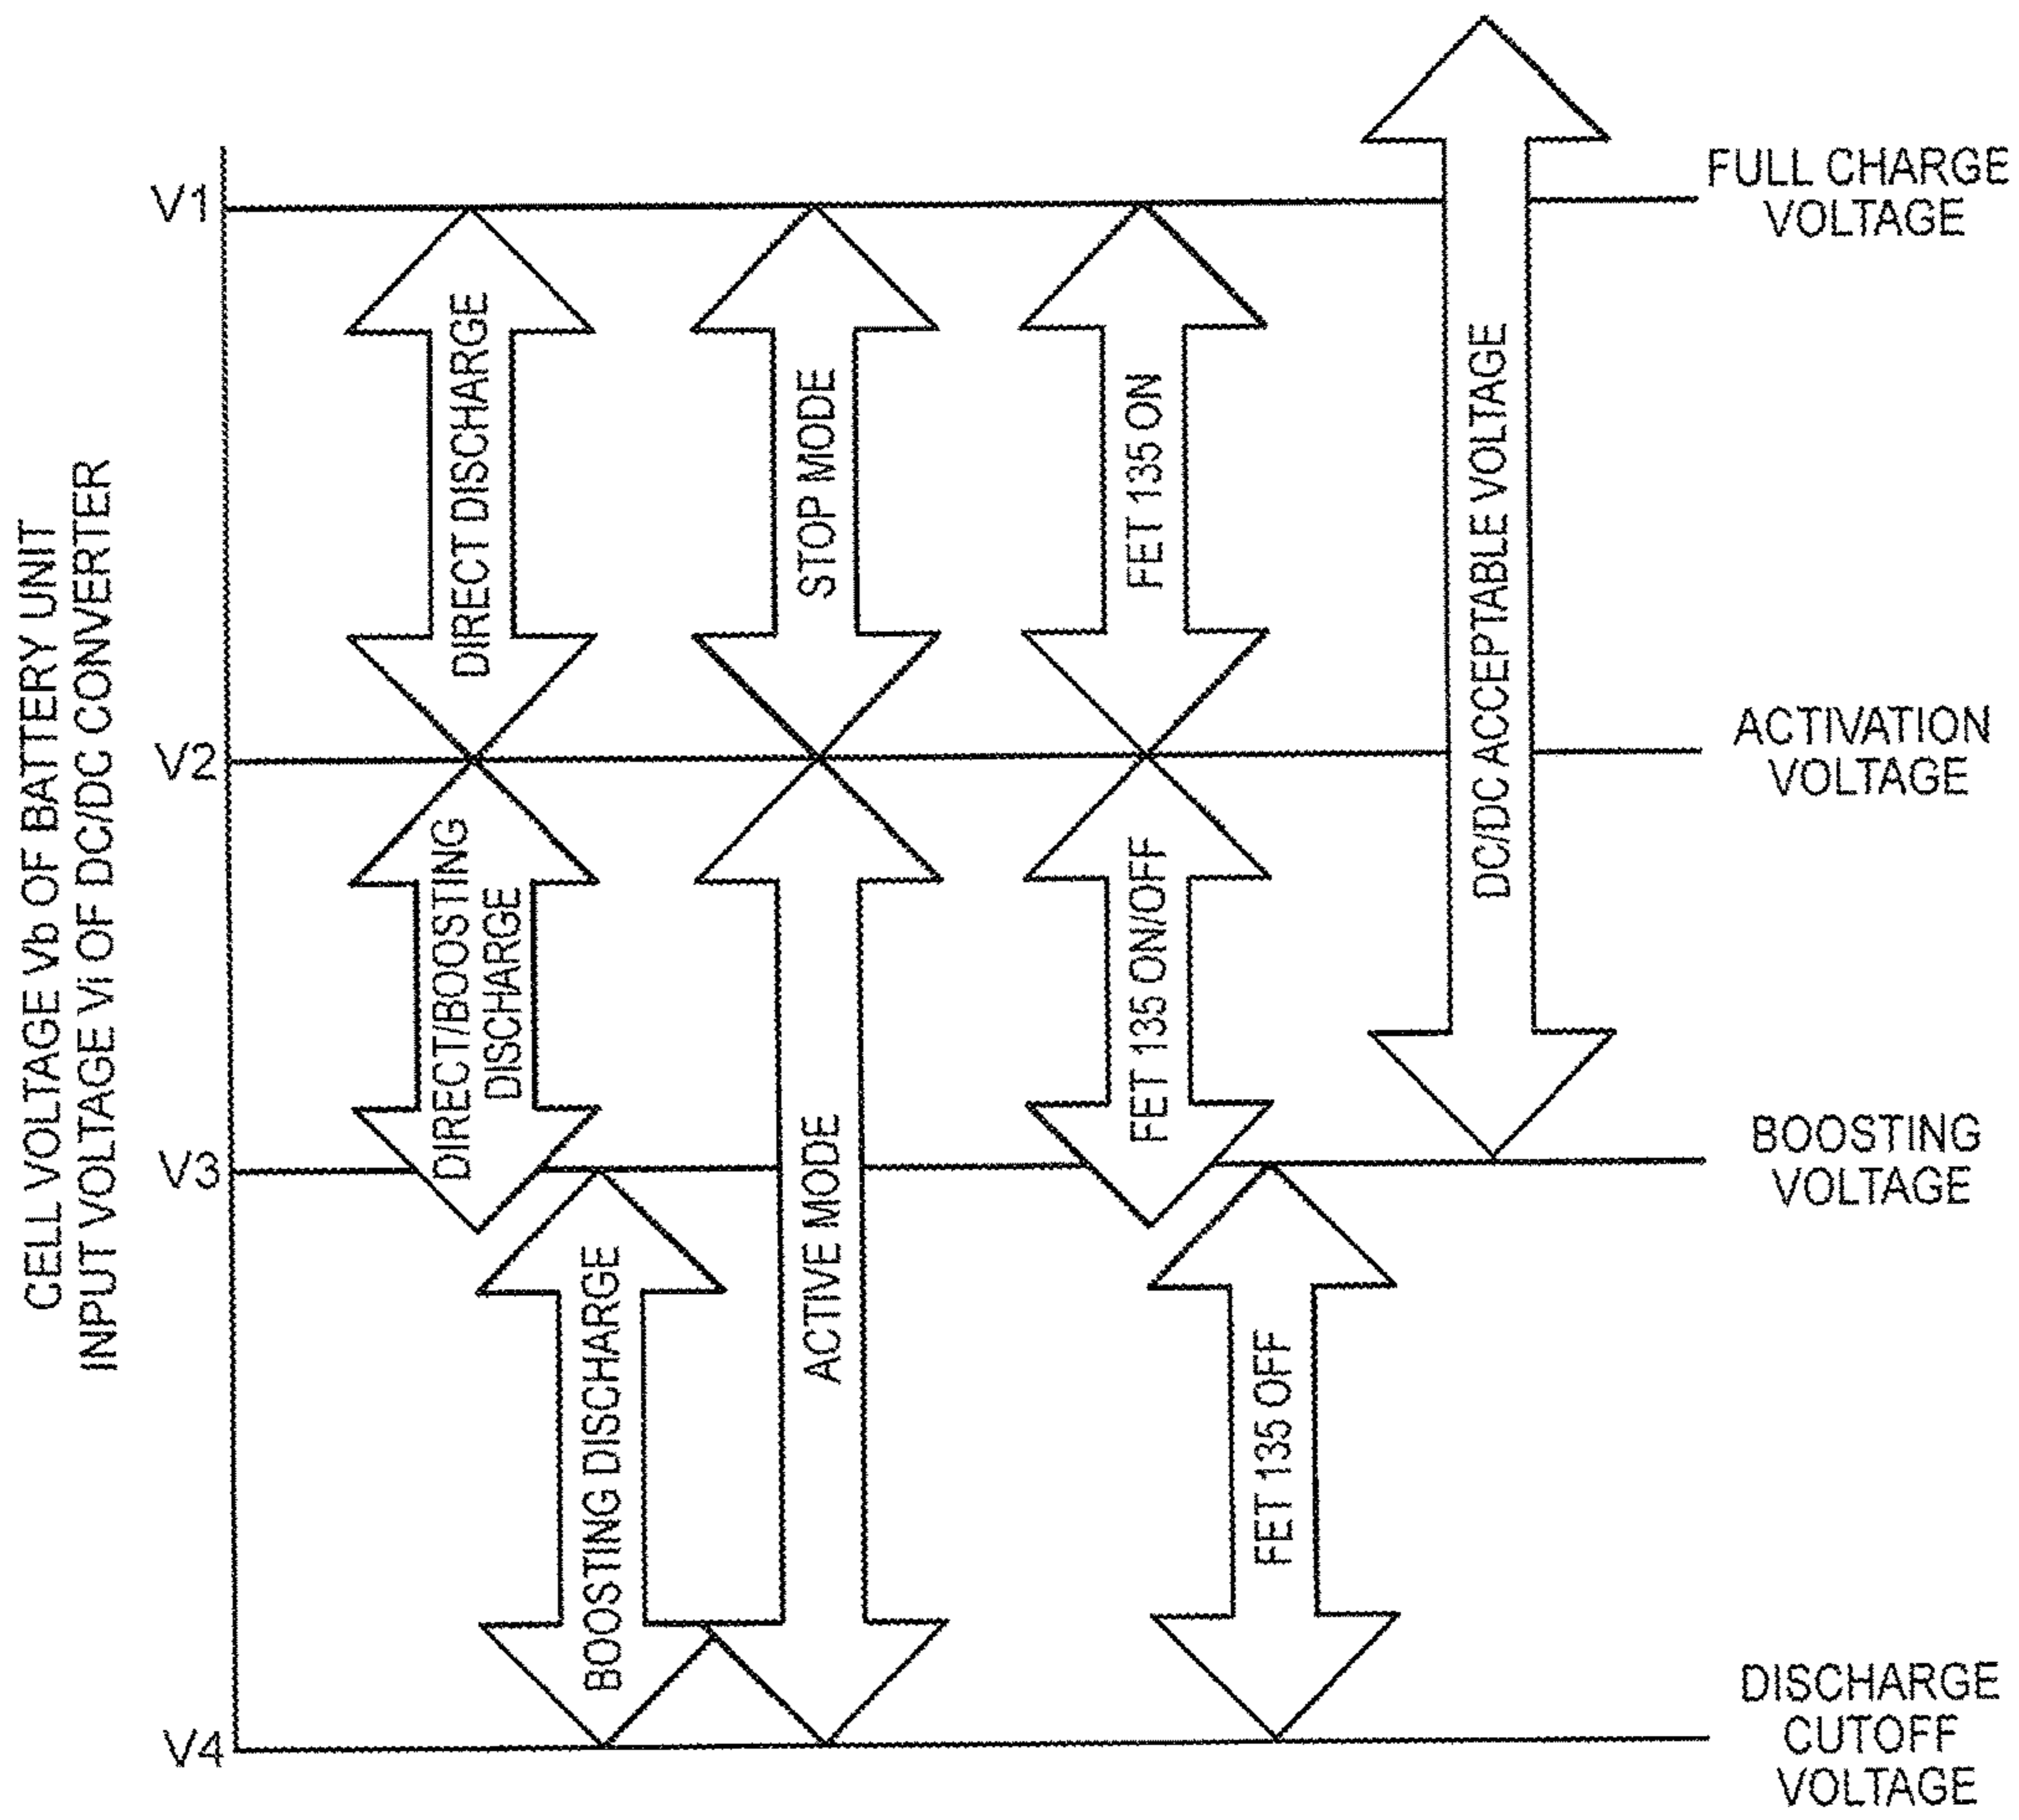 CELL VOLTAGE Vb OF BATTERY UNIT
INPUT VOLTAGE Vi OF DC/DC CONVERTER
V1
FULL CHARGE
VOLTAGE
DIRECT DISCHARGE
STOP MODE
FET 135 ON
DC/DC ACCEPTABLE VOLTAGE
V2
ACTIVATION
VOLTAGE
DIRECT/BOOSTING
DISCHARGE
FET 135 ON/OFF
V3
BOOSTING
VOLTAGE
BOOSTING DISCHARGE
ACTIVE MODE
FET 135 OFF
V4
DISCHARGE
CUTOFF
VOLTAGE